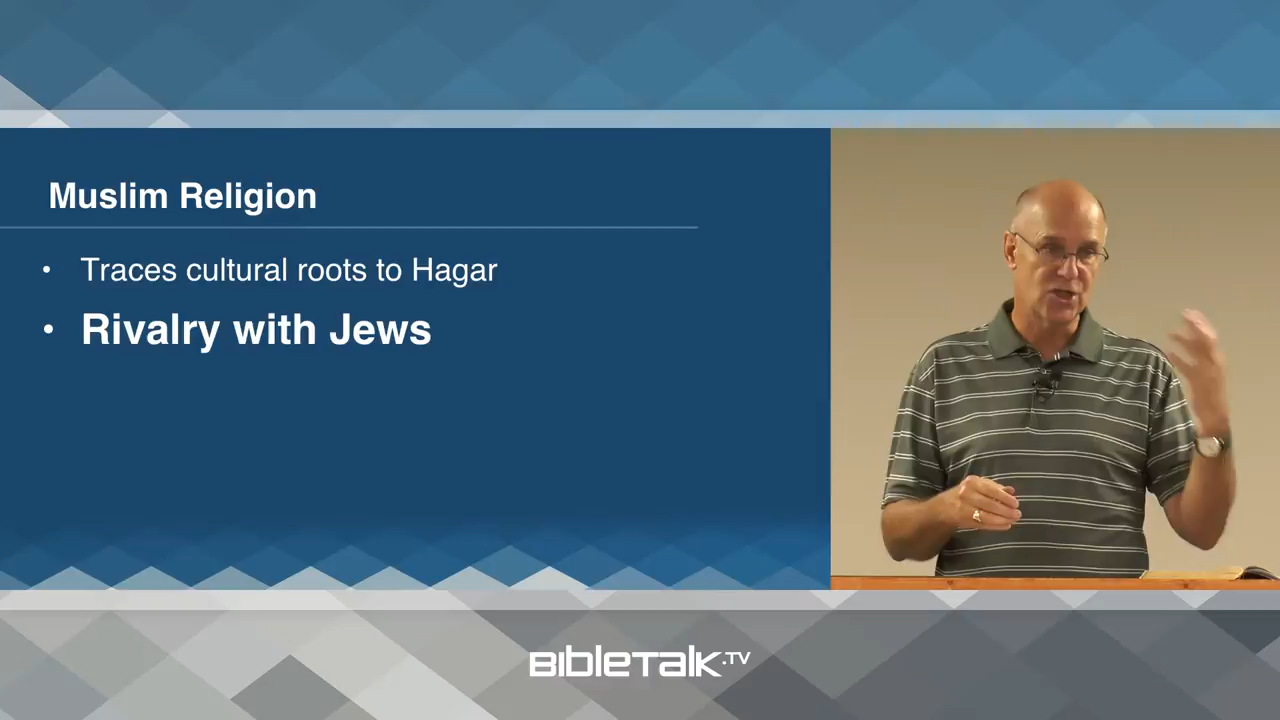 Muslim Religion
• Traces cultural roots to Hagar
• Rivalry with Jews
BibleTalk.TV